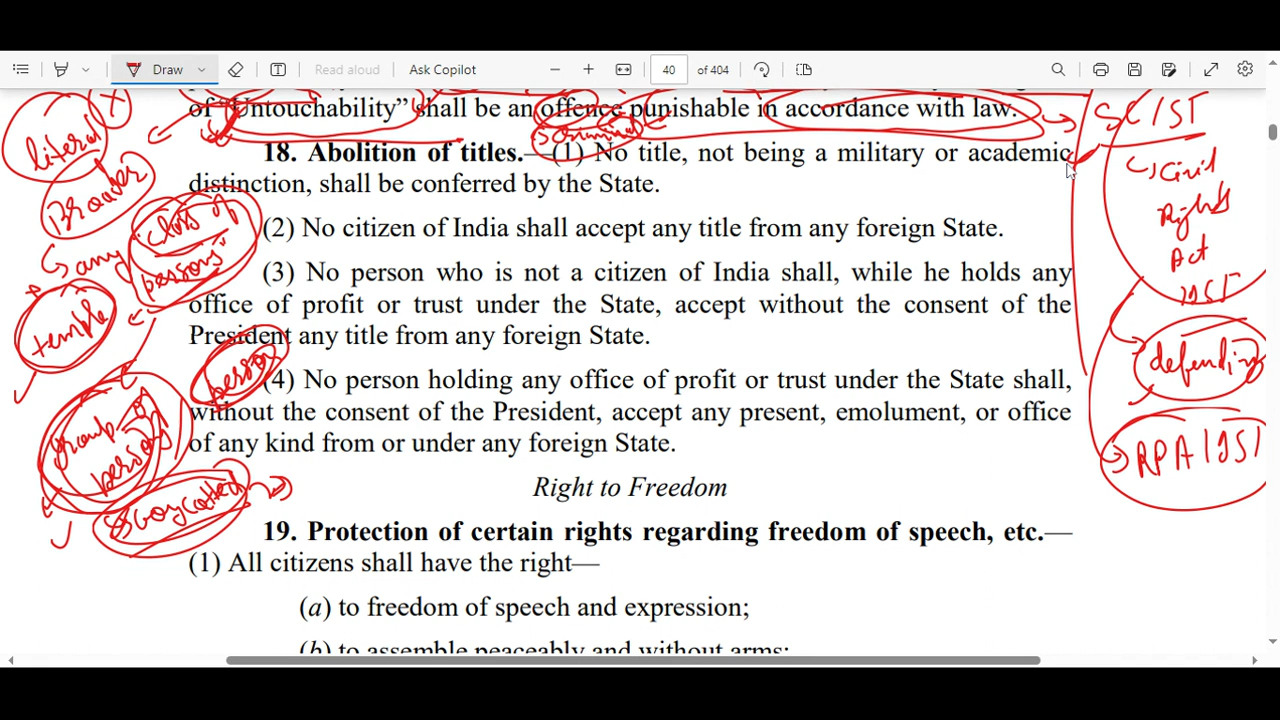 Draw
Read aloud
Ask Copilot
40
of 404
of “Untouchability” shall be an offence punishable in accordance with law.
18. Abolition of titles.—(1) No title, not being a military or academic
distinction, shall be conferred by the State.
(2) No citizen of India shall accept any title from any foreign State.
(3) No person who is not a citizen of India shall, while he holds any
office of profit or trust under the State, accept without the consent of the
President any title from any foreign State.
(4) No person holding any office of profit or trust under the State shall,
without the consent of the President, accept any present, emolument, or office
of any kind from or under any foreign State.
Right to Freedom
19. Protection of certain rights regarding freedom of speech, etc.—
(1) All citizens shall have the right—
(a) to freedom of speech and expression;
(b) to assemble peaceably and without arms;
literal
Broader
any
"class of
persons"
temple
person
group of
persons
boycotted
criminal
SC/ST
Civil
Rights
Act
defending
RPA